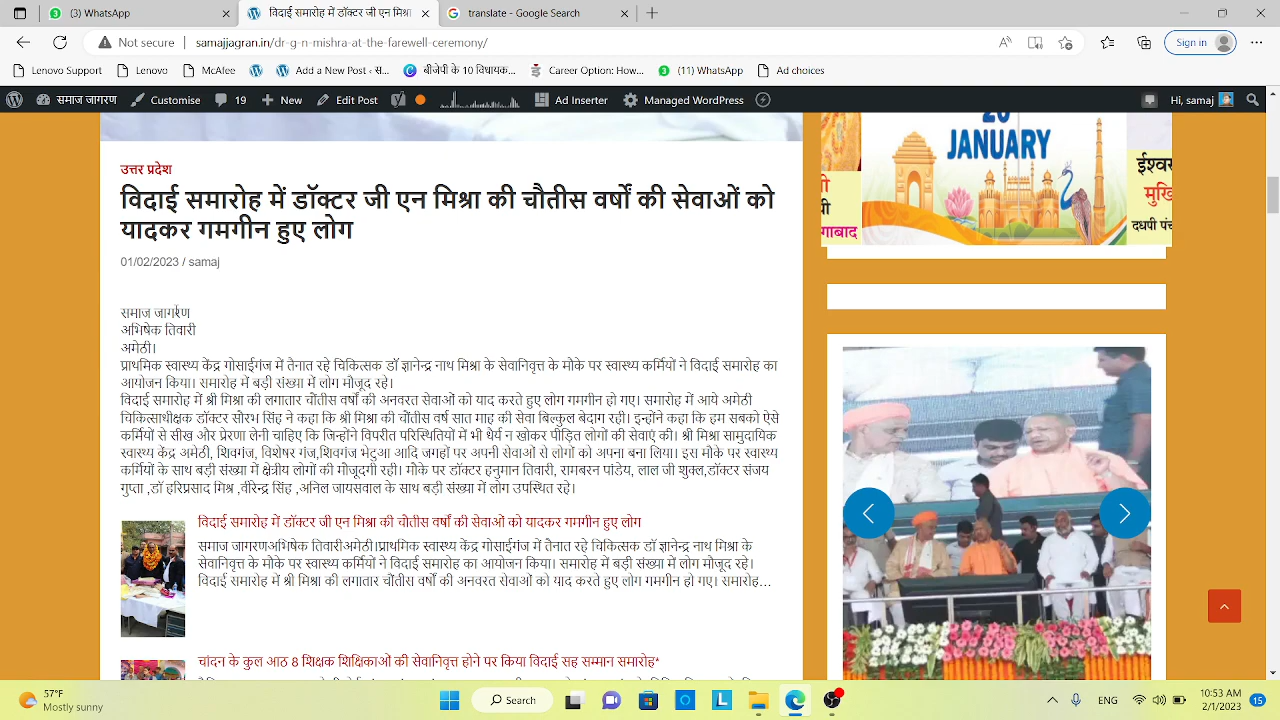 (3) WhatsApp
विदाई समारोह में डॉक्टर जी एन मिश्र
translate - Google Search
Not secure
samajjagran.in/dr-g-n-mishra-at-the-farewell-ceremony/
Sign in
Lenovo Support
WhatsApp
samaj
Add a New Post - s...
बीजेपी के 10 विधायक...
Career Option : Hom...
(11) WhatsApp
Ad Choices
समाज जागरण
Customize
19
New
Edit Post
Ad Inserter
Managed WordPress
Hi, samaj
उत्तर प्रदेश
विदाई समारोह में डॉक्टर जी एन मिश्रा की चौतीस वर्षों की सेवाओं को
यादकर गमगीन हुए लोग
01/02/2023 / samaj
26
JANUARY
ईश्वर
मुखि
दधपी पंच
गाबाद
समाज जागरण
अभिषेक तिवारी
अमेठी।
प्राथमिक स्वास्थ्य केंद्र गोसाईगंज में तैनात रहे चिकित्सक डॉ ज्ञानेन्द्र नाथ मिश्रा के सेवानिवृत्त के मौके पर स्वास्थ्य कर्मियों ने विदाई समारोह का
आयोजन किया। समारोह में बड़ी संख्या में लोग मौजूद रहे।
विदाई समारोह में श्री मिश्रा की लगातार चौंतीस वर्षों की अनवरत सेवाओं को याद करते हुए लोग गमगीन हो गए। समारोह में आये अमेठी
चिकित्साधीक्षक डॉक्टर सौरभ सिंह ने कहा कि श्री मिश्रा की चौंतीस वर्ष सात माह की सेवा बिल्कुल बेदाग रही। इन्होंने कहा कि हम सबको ऐसे
कर्मियों से सीख और प्रेरणा लेनी चाहिए कि जिन्होंने विपरीत परिस्थितियों में भी धैर्य न खोकर पीड़ित लोगों की सेवाएं की। श्री मिश्रा सामुदायिक
स्वास्थ्य केंद्र अमेठी, शिवगंज, विशेषर गंज,शिवगंज भेटुआ आदि जगहों पर अपनी सेवाओं से लोगों को अपना बना लिया। इस मौके पर स्वास्थ्य
कर्मियों के साथ बड़ी संख्या में क्षेत्रीय लोगों की मौजूदगी रही। मौके पर डॉक्टर हनुमान तिवारी, रामबरन पांडेय, लाल जी शुक्ल,डॉक्टर संजय
गुप्ता ,डॉ हरिप्रसाद मिश्र ,वीरेन्द्र सिंह ,अनिल जायसवाल के साथ बड़ी संख्या में लोग उपस्थित रहे।
विदाई समारोह में डॉक्टर जी एन मिश्रा की चौतीस वर्षों की सेवाओं को यादकर गमगीन हुए लोग
समाज जागरणअभिषेक तिवारीअमेठी।प्राथमिक स्वास्थ्य केंद्र गोसाईगंज में तैनात रहे चिकित्सक डॉ ज्ञानेन्द्र नाथ मिश्रा के
सेवानिवृत्त के मौके पर स्वास्थ्य कर्मियों ने विदाई समारोह का आयोजन किया। समारोह में बड़ी संख्या में लोग मौजूद रहे।
विदाई समारोह में श्री मिश्रा की लगातार चौंतीस वर्षों की अनवरत सेवाओं को याद करते हुए लोग गमगीन हो गए। समारोह...
चांदा के कुल आठ 8 शिक्षक शिक्षिकाओं की सेवानिवृत्त होने पर किया विदाई सह सम्मान समारोह*
57°F
Mostly sunny
Search
ENG
10:53 AM
2/1/2023
15